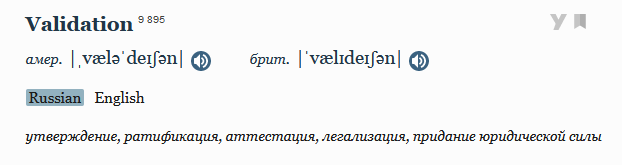 Validation 9 895
амер. |ˌvæləˈdeɪʃən| брит. |ˈvælɪdeɪʃən|
Russian English
утверждение, ратификация, аттестация, легализация, придание юридической силы